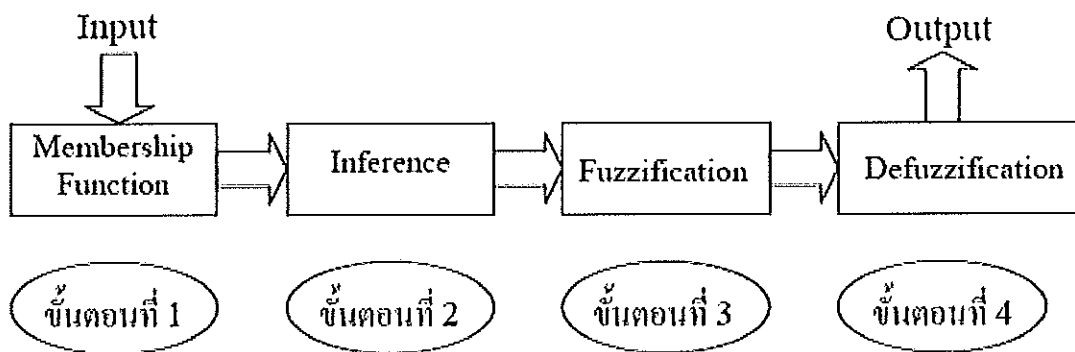 Input
Output
Membership
Function
Inference
Fuzzification
Defuzzification
ขั้นตอนที่ 1
ขั้นตอนที่ 2
ขั้นตอนที่ 3
ขั้นตอนที่ 4